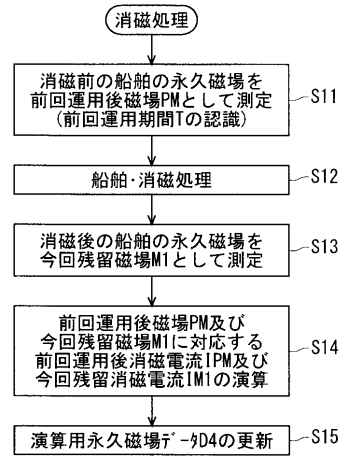 消磁処理
消磁前の船舶の永久磁場を
前回運用後磁場PMとして測定
(前回運用期間Tの認識)
S11
船舶・消磁処理
S12
消磁後の船舶の永久磁場を
今回残留磁場M1として測定
S13
前回運用後磁場PM及び
今回残留磁場M1に対応する
前回運用後消磁電流IPM及び
今回残留消磁電流IM1の演算
S14
演算用永久磁場ﾃﾞｰﾀD4の更新
S15